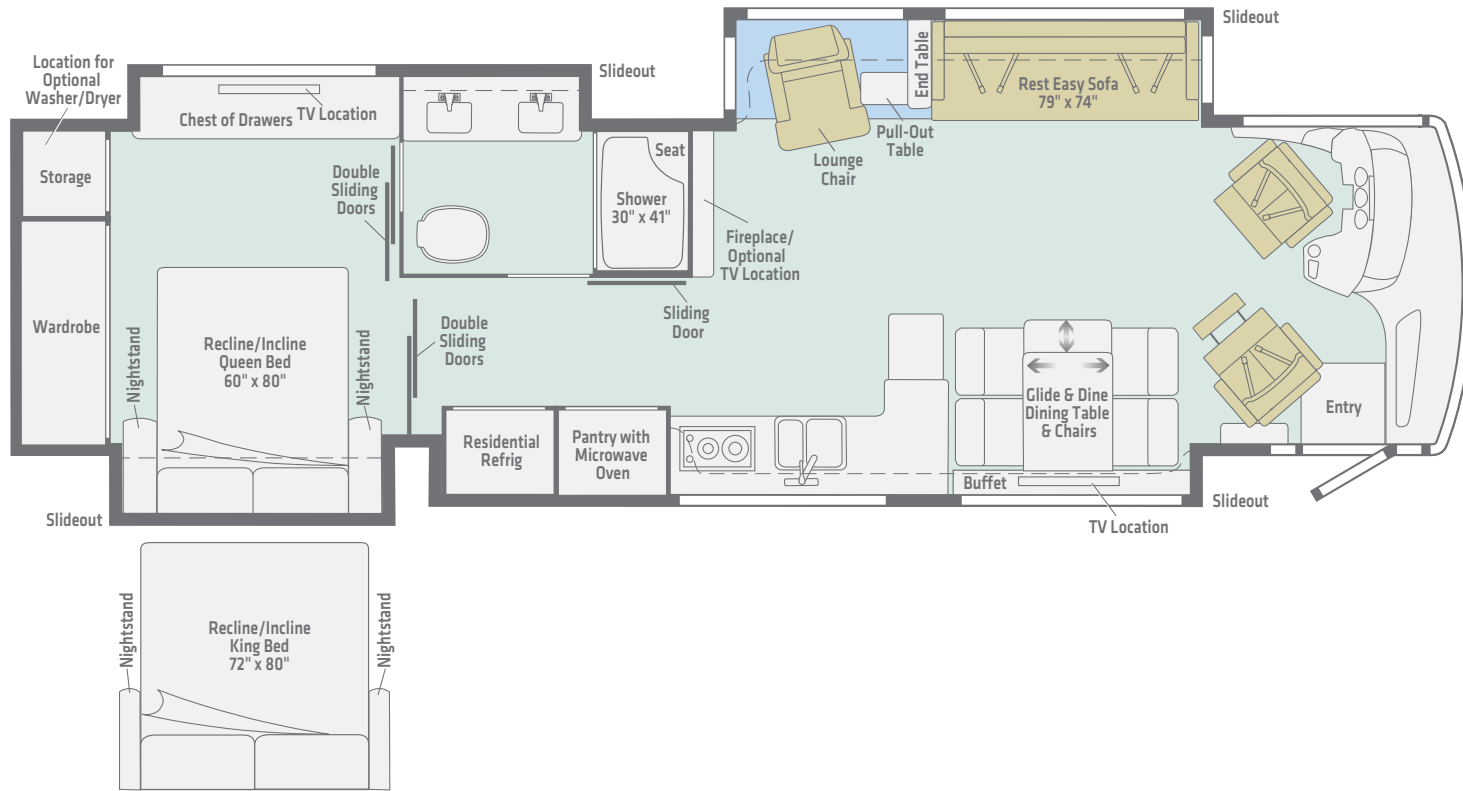 Slideout
Location for
Optional
Washer/Dryer
Slideout
TV Location
Chest of Drawers
End Table
Rest Easy Sofa
79" x 74"
Pull-Out
Table
Lounge
Chair
Storage
Double
Sliding
Doors
Seat
Shower
30" x 41"
Fireplace/
Optional
TV Location
Sliding
Door
Wardrobe
Nightstand
Recline/Incline
Queen Bed
60" x 80"
Nightstand
Double
Sliding
Doors
Glide & Dine
Dining Table
& Chairs
Entry
Residential
Refrig
Pantry with
Microwave
Oven
Buffet
Slideout
Slideout
TV Location
Nightstand
Recline/Incline
King Bed
72" x 80"
Nightstand